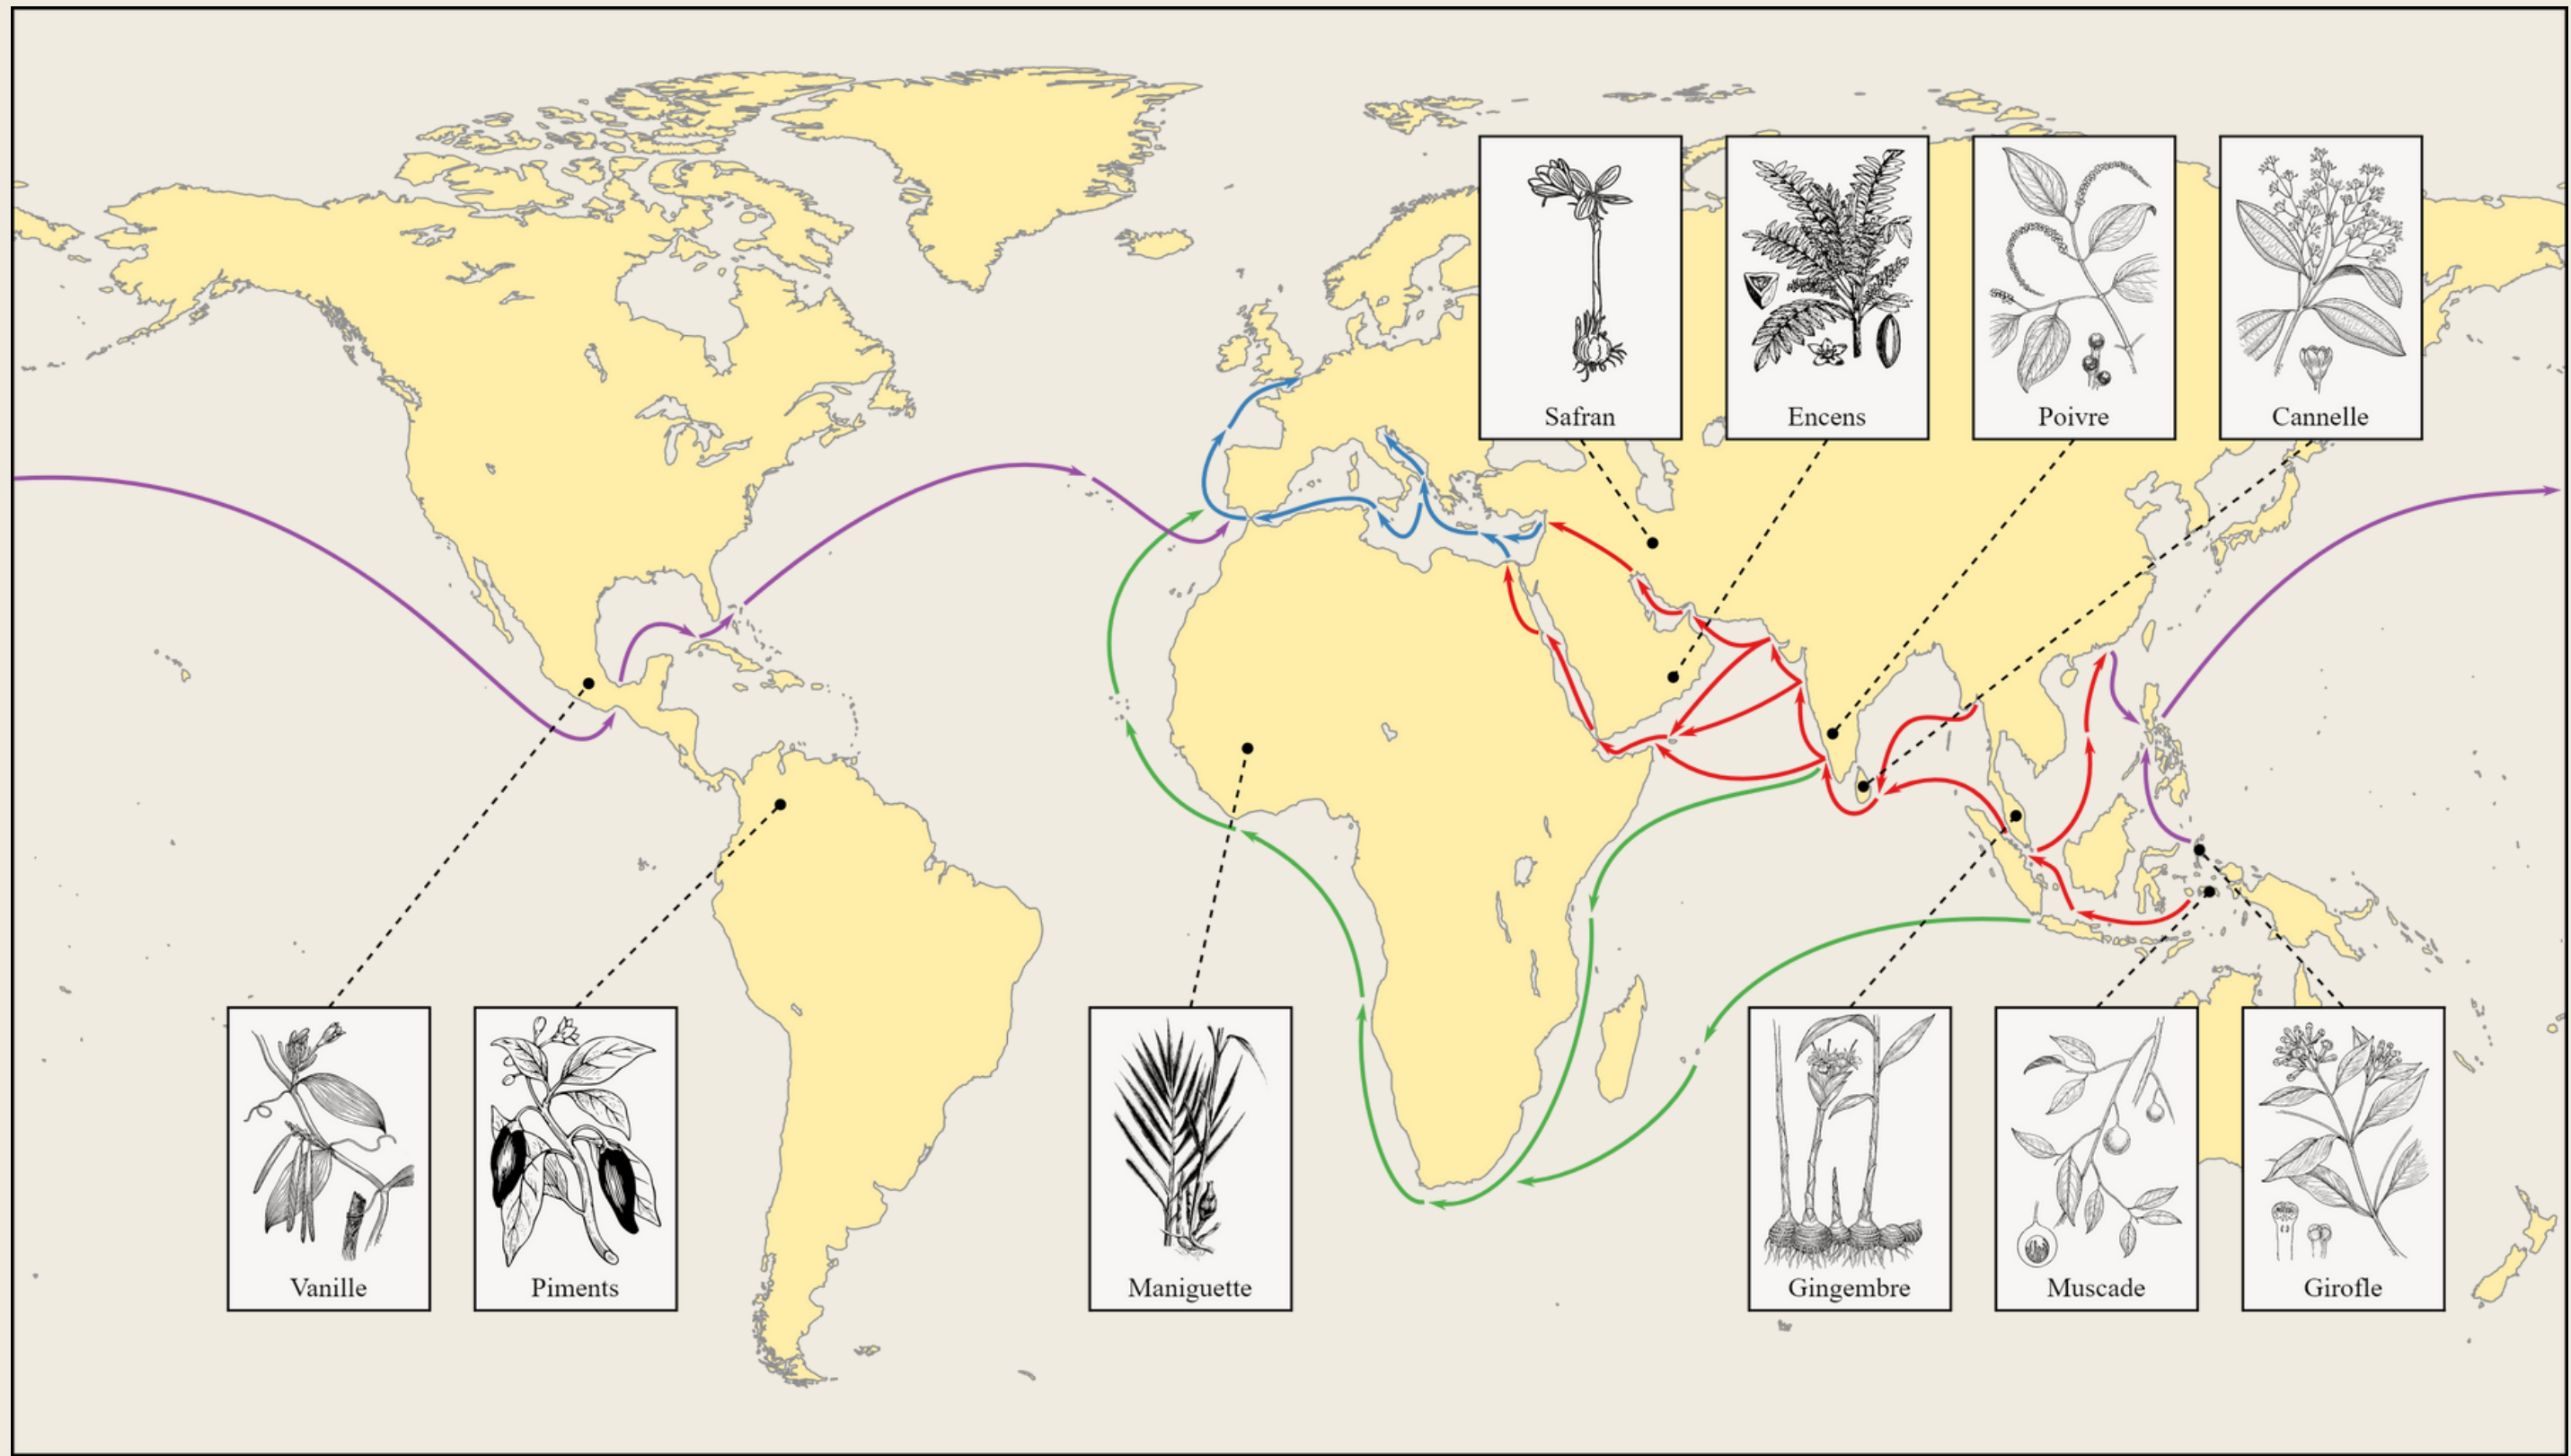 Safran
Encens
Poivre
Cannelle
Vanille
Piments
Maniguette
Gingembre
Muscade
Girofle